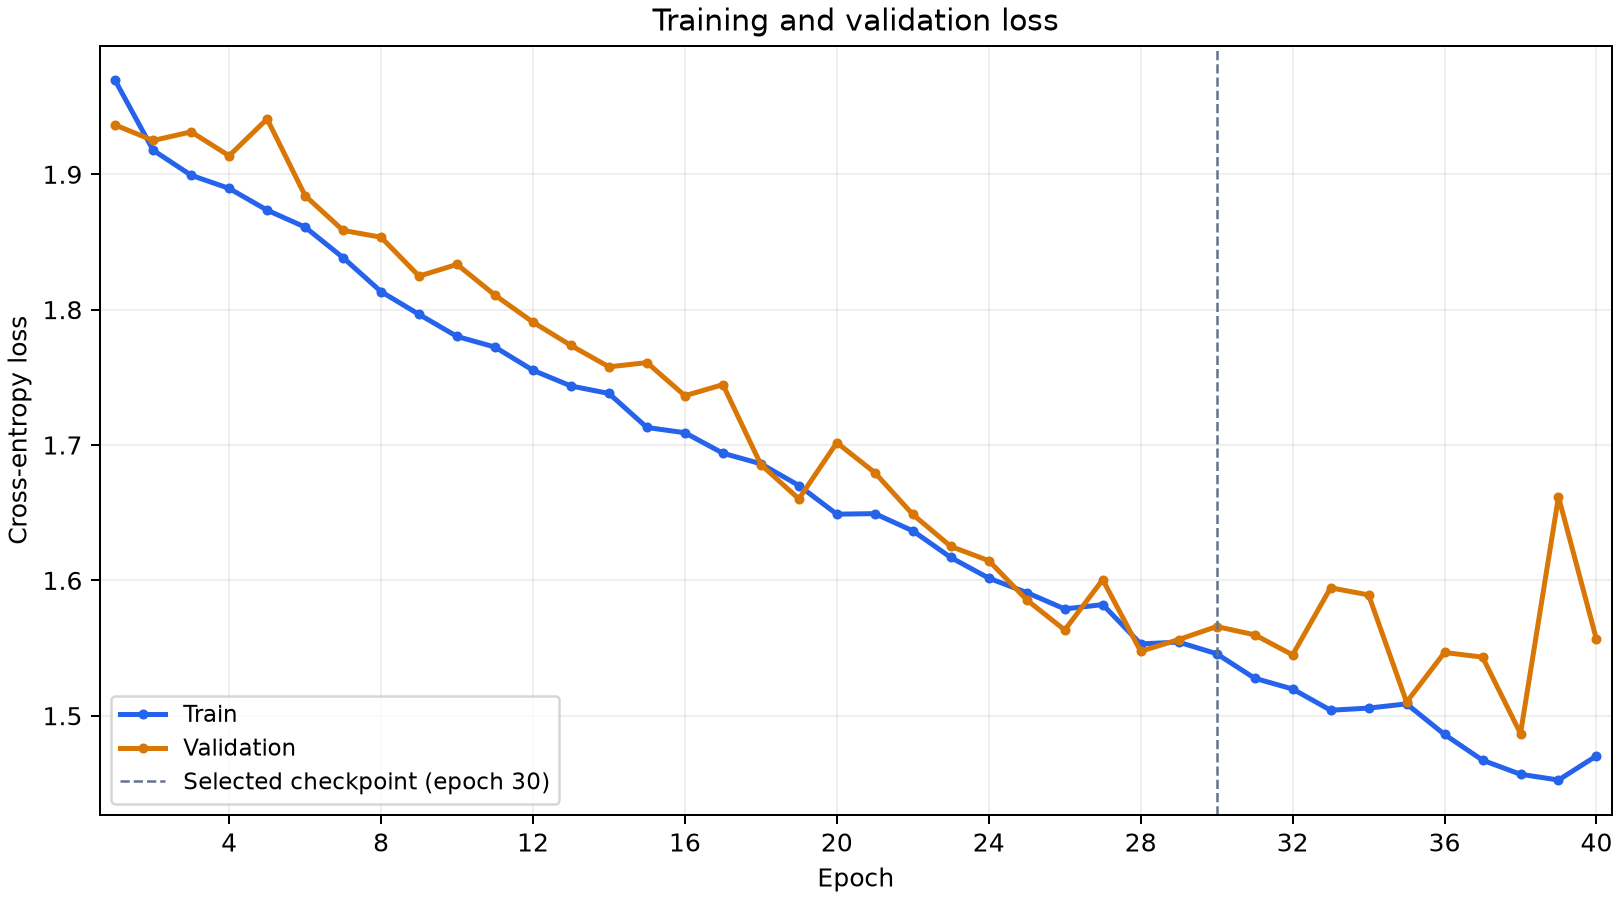 Training and validation loss
Cross-entropy loss
1.9
1.8
1.7
1.6
1.5
Train
Validation
Selected checkpoint (epoch 30)
4 8 12 16 20 24 28 32 36 40
Epoch